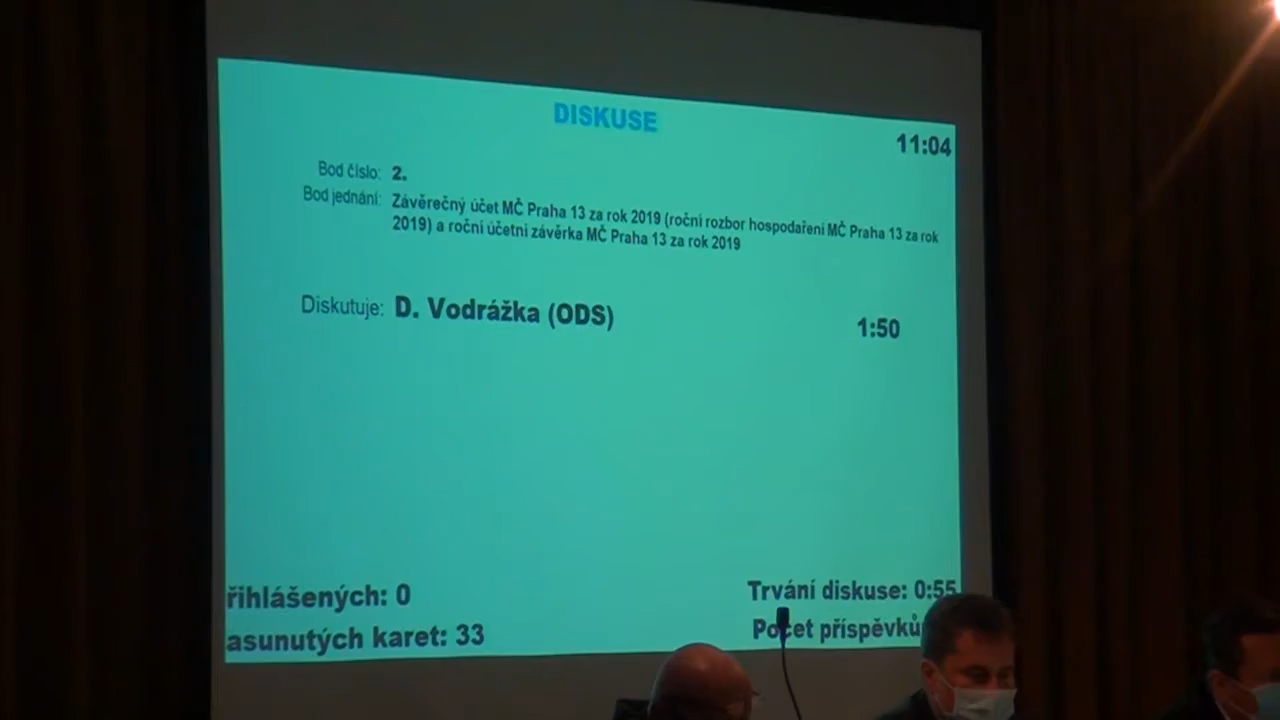 DISKUSE
11:04
Bod číslo: 2.
Bod jednání: Závěrečný účet MČ Praha 13 za rok 2019 (roční rozbor hospodaření MČ Praha 13 za rok
2019) a roční účetní závěrka MČ Praha 13 za rok 2019
Diskutuje: D. Vodrážka (ODS) 1:50
řihlášených: 0
Trvání diskuse: 0:55
asunutých karet: 33
Počet příspěvků